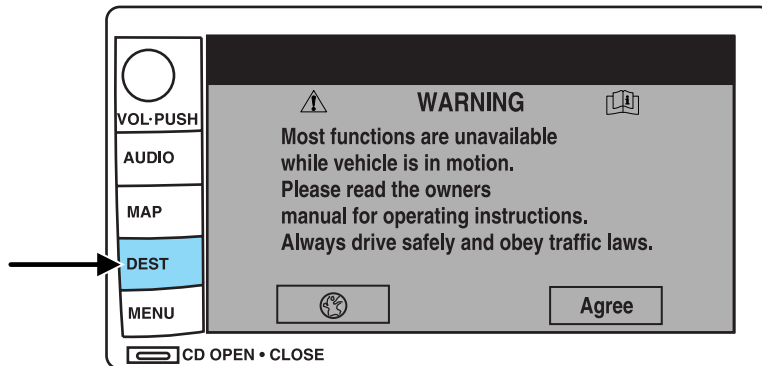 VOL·PUSH
AUDIO
MAP
DEST
MENU
WARNING
Most functions are unavailable
while vehicle is in motion.
Please read the owners
manual for operating instructions.
Always drive safely and obey traffic laws.
Agree
CD OPEN • CLOSE